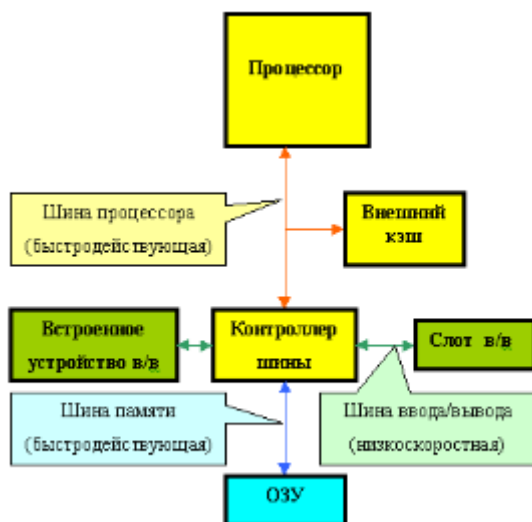 Процессор
Шина процессора
(быстродействующая)
Внешний
кэш
Встроенное
устройство в/в
Контроллер
шины
Слот в/в
Шина памяти
(быстродействующая)
Шина ввода/вывода
(низкоскоростная)
ОЗУ